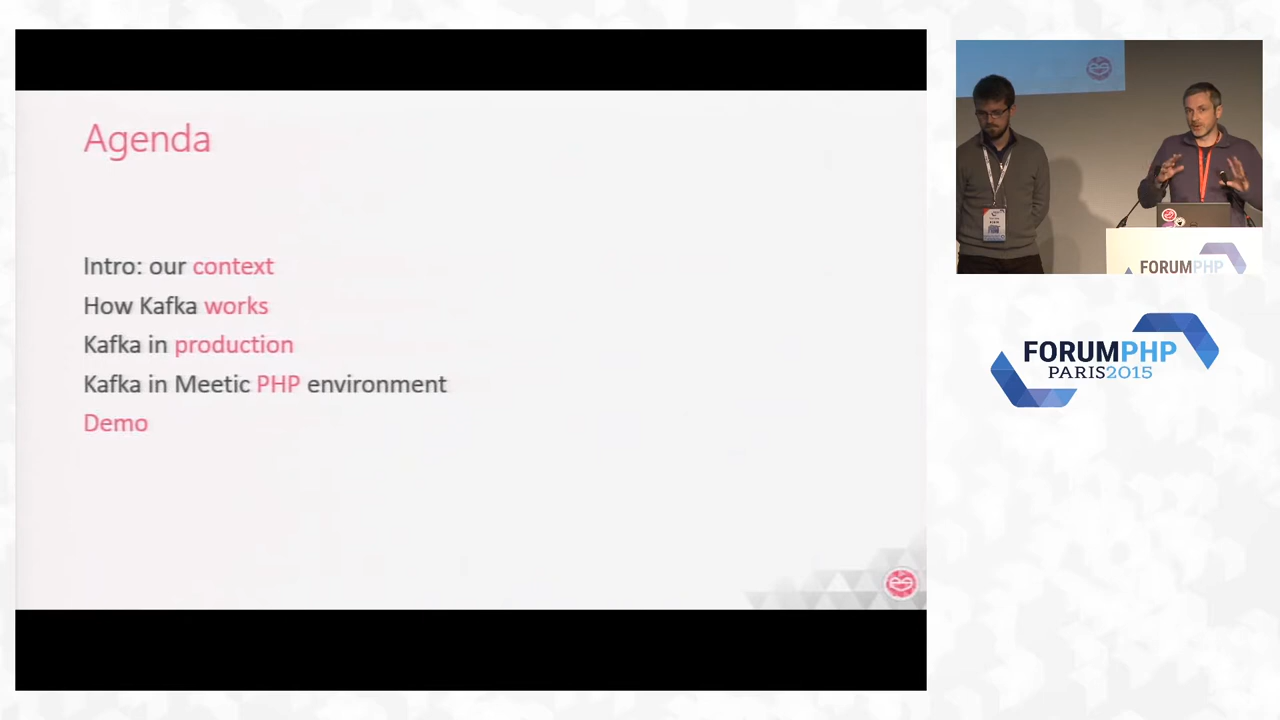 Agenda
Intro: our context
How Kafka works
Kafka in production
Kafka in Meetic PHP environment
Demo
FORUMPHP
FORUMPHP
PARIS2015